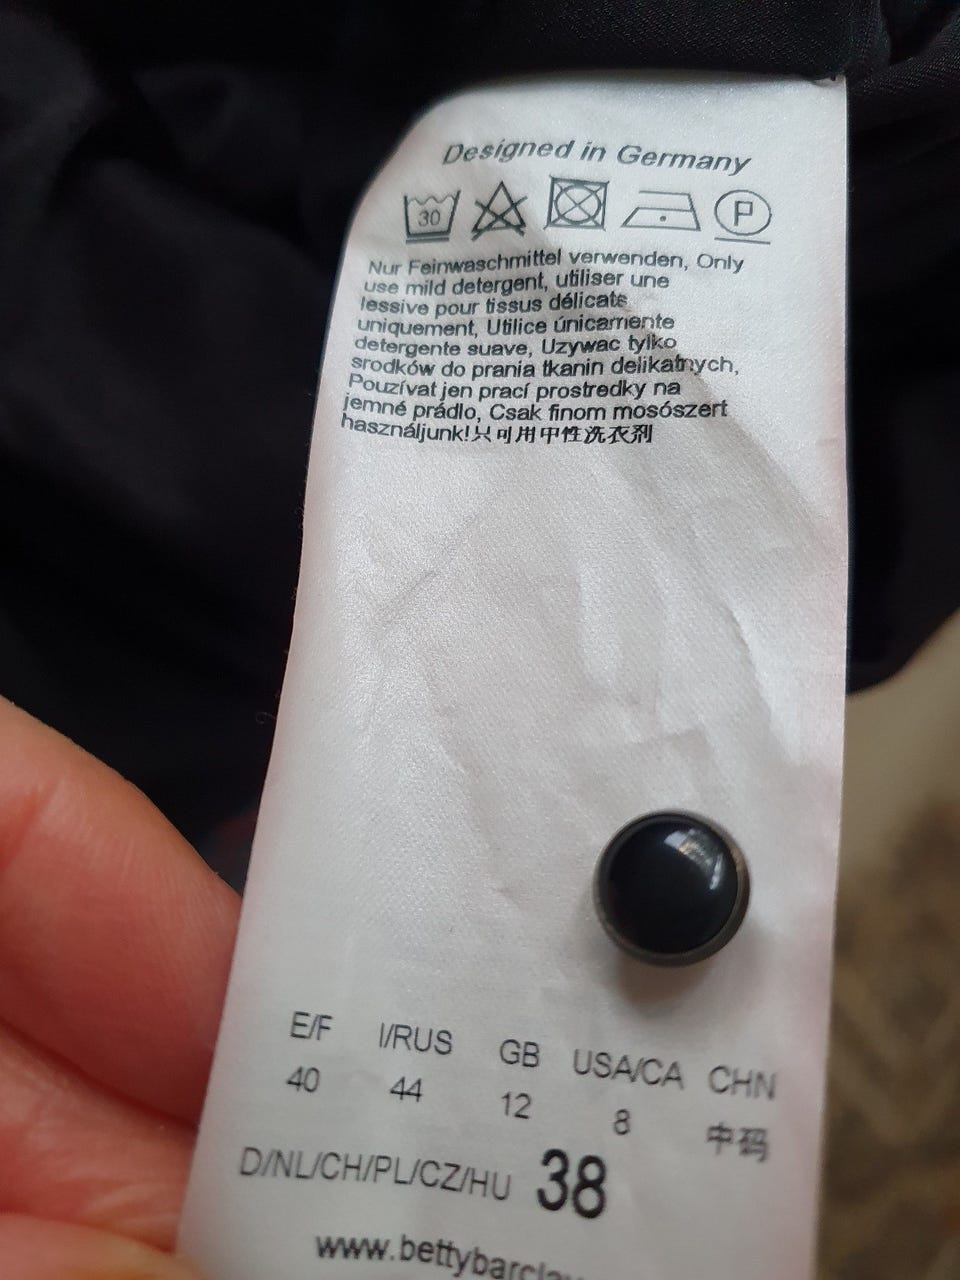 Designed in Germany
30 P
Nur Feinwaschmittel verwenden, Only
use mild detergent, utiliser une
lessive pour tissus délicats
uniquement, Utilice únicamente
detergente suave, Uzywac tylko
srodków do prania tkanin delikatnych,
Pouzívat jen prací prostredky na
jemné prádlo, Csak finom mosószert
használjunk!只可用中性洗衣剂
E/F I/RUS GB USA/CA CHN
40 44 12 8 中码
D/NL/CH/PL/CZ/HU 38